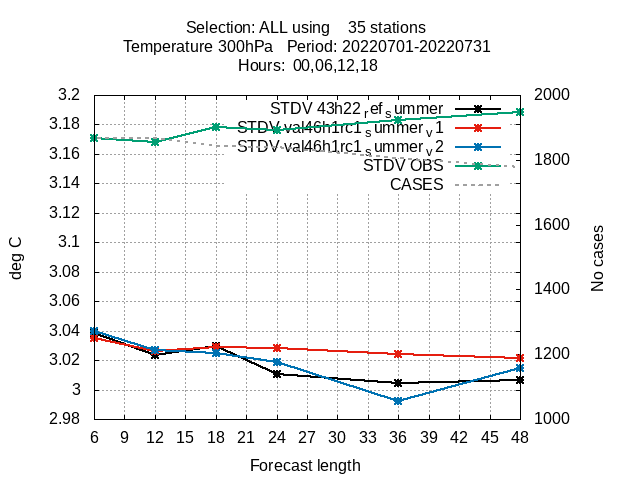 Selection: ALL using 35 stations
Temperature 300hPa Period: 20220701-20220731
Hours: 00,06,12,18
3.2
3.18
3.16
3.14
3.12
3.1
3.08
3.06
3.04
3.02
3
2.98
deg C
STDV 43h22ref_summer
STDV val46h1rc1summerv1
STDV val46h1rc1summerv2
STDV OBS
CASES
2000
1800
1600
1400
1200
1000
No cases
6 9 12 15 18 21 24 27 30 33 36 39 42 45 48
Forecast length